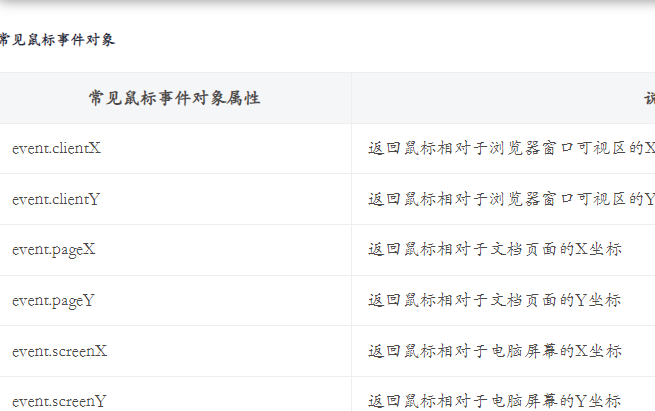 常见鼠标事件对象
常见鼠标事件对象属性
event.clientX 返回鼠标相对于浏览器窗口可视区的X
event.clientY 返回鼠标相对于浏览器窗口可视区的Y
event.pageX 返回鼠标相对于文档页面的X坐标
event.pageY 返回鼠标相对于文档页面的Y坐标
event.screenX 返回鼠标相对于电脑屏幕的X坐标
event.screenY 返回鼠标相对于电脑屏幕的Y坐标